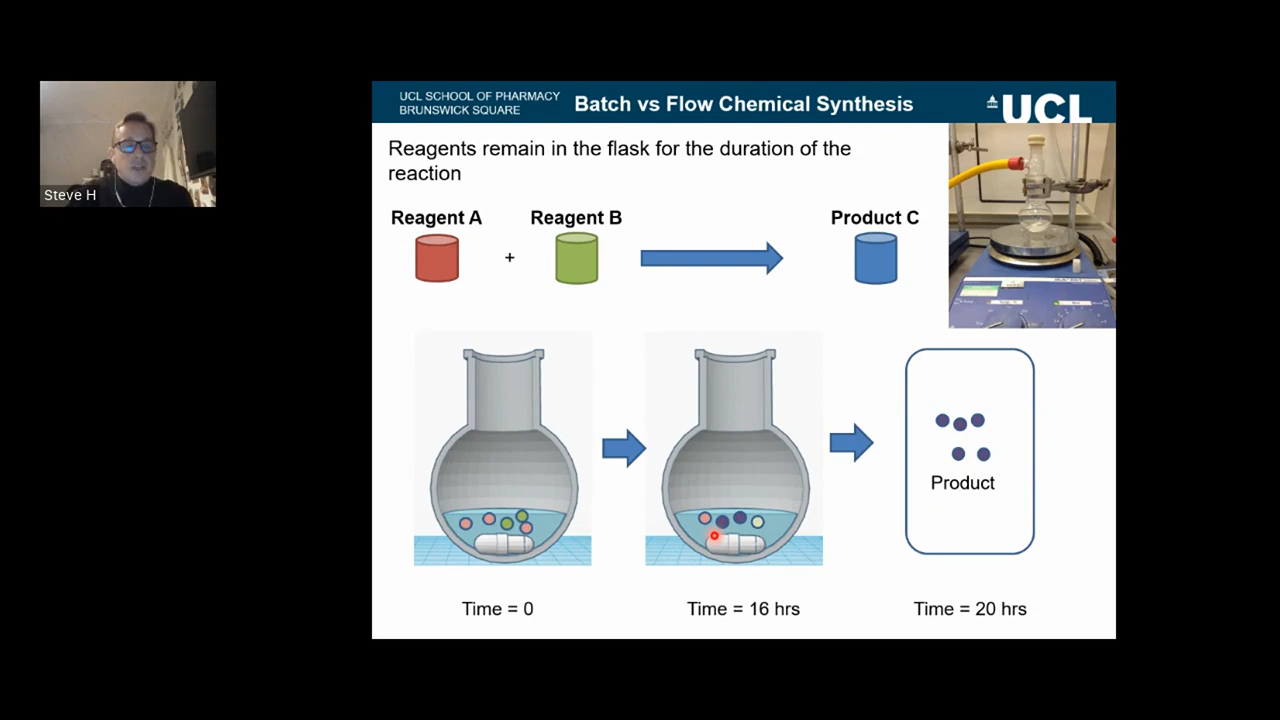 Steve H
UCL SCHOOL OF PHARMACY
BRUNSWICK SQUARE
Batch vs Flow Chemical Synthesis
UCL
Reagents remain in the flask for the duration of the
reaction
Reagent A
Reagent B
Product C
+
Product
Time = 0
Time = 16 hrs
Time = 20 hrs